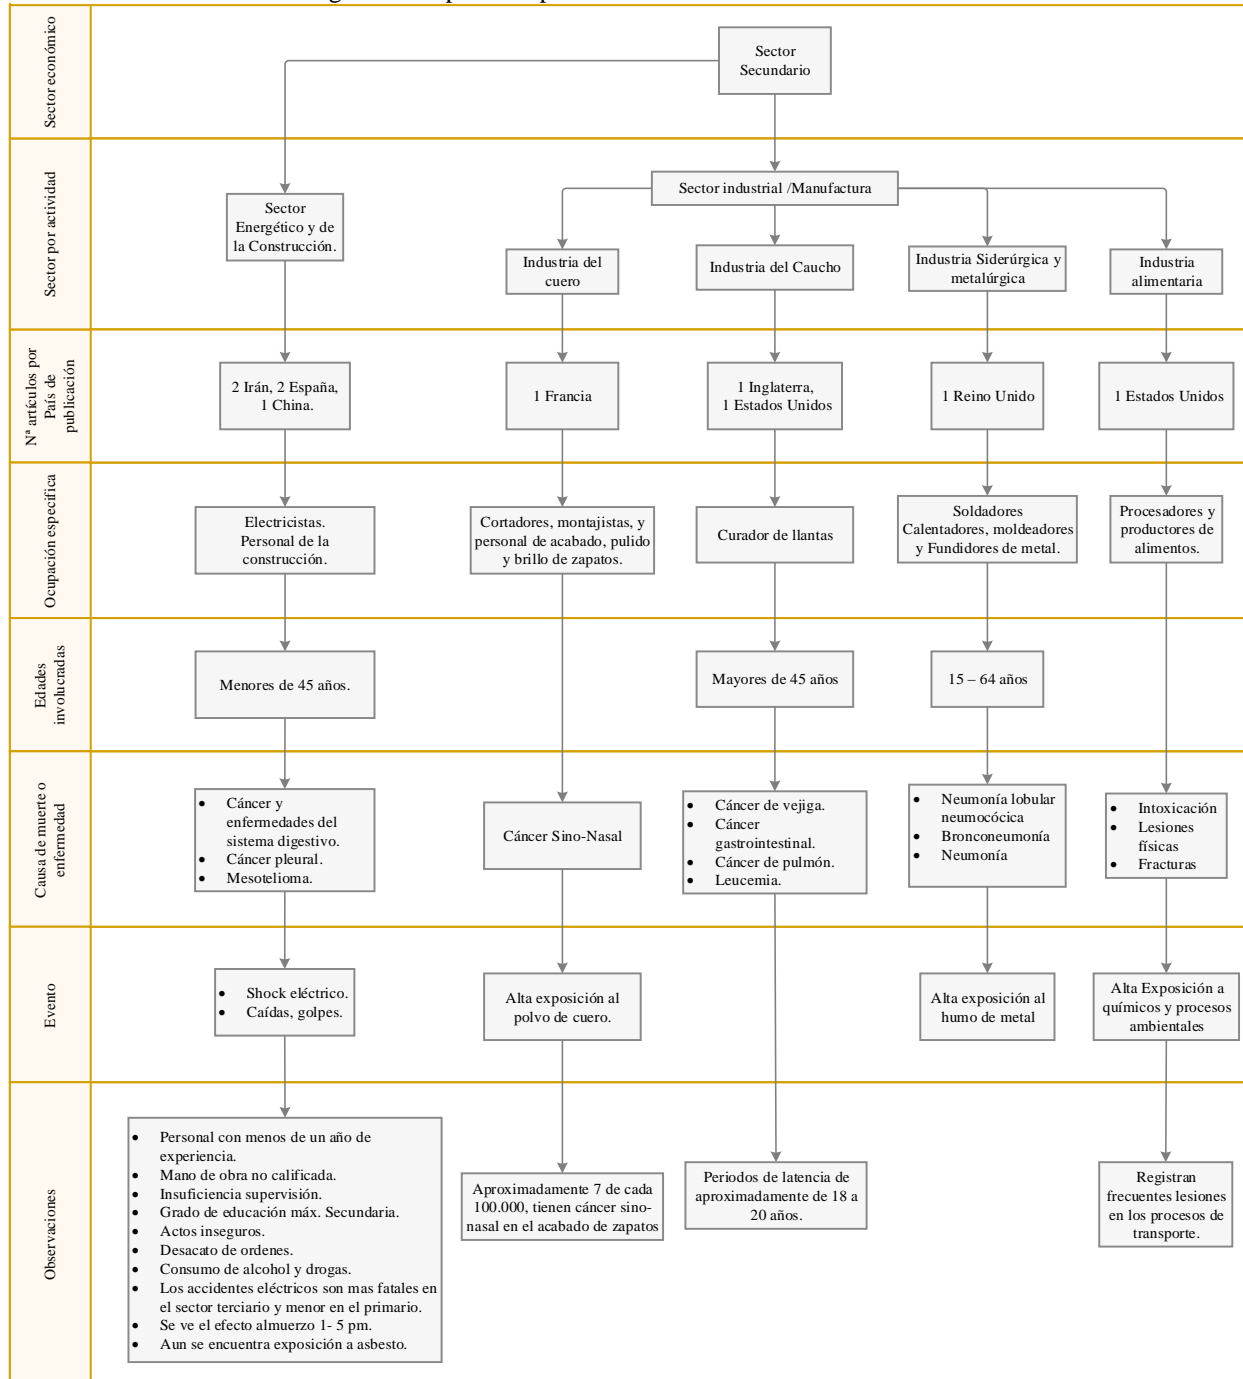 Sector económico
Sector
Secundario
Sector por actividad
Sector industrial /Manufactura
Sector
Energético y de
la Construcción.
Industria del
cuero
Industria del Caucho
Industria Siderúrgica y
metalúrgica
Industria
alimentaria
Nª artículos por
País de
publicación
2 Irán, 2 España,
1 China.
1 Francia
1 Inglaterra,
1 Estados Unidos
1 Reino Unido
1 Estados Unidos
Ocupación especifica
Electricistas.
Personal de la
construcción.
Cortadores, montajistas, y
personal de acabado, pulido
y brillo de zapatos.
Curador de llantas
Soldadores
Calentadores, moldeadores
y Fundidores de metal.
Procesadores y
productores de
alimentos.
Edades
involucradas
Menores de 45 años.
Mayores de 45 años
15 – 64 años
Causa de muerte o
enfermedad
• Cáncer y
enfermedades del
sistema digestivo.
• Cáncer pleural.
• Mesotelioma.
Cáncer Sino-Nasal
• Cáncer de vejiga.
• Cáncer
gastrointestinal.
• Cáncer de pulmón.
• Leucemia.
• Neumonía lobular
neumocócica
• Bronconeumonía
• Neumonía
• Intoxicación
• Lesiones
físicas
• Fracturas
Evento
• Shock eléctrico.
• Caídas, golpes.
Alta exposición al
polvo de cuero.
Alta exposición al
humo de metal
Alta Exposición a
químicos y procesos
ambientales
Observaciones
• Personal con menos de un año de
experiencia.
• Mano de obra no calificada.
• Insuficiencia supervisión.
• Grado de educación máx. Secundaria.
• Actos inseguros.
• Desacato de ordenes.
• Consumo de alcohol y drogas.
• Los accidentes eléctricos son mas fatales en
el sector terciario y menor en el primario.
• Se ve el efecto almuerzo 1- 5 pm.
• Aun se encuentra exposición a asbesto.
Aproximadamente 7 de cada
100.000, tienen cáncer sino-
nasal en el acabado de zapatos
Periodos de latencia de
aproximadamente de 18 a
20 años.
Registran
frecuentes lesiones
en los procesos de
transporte.